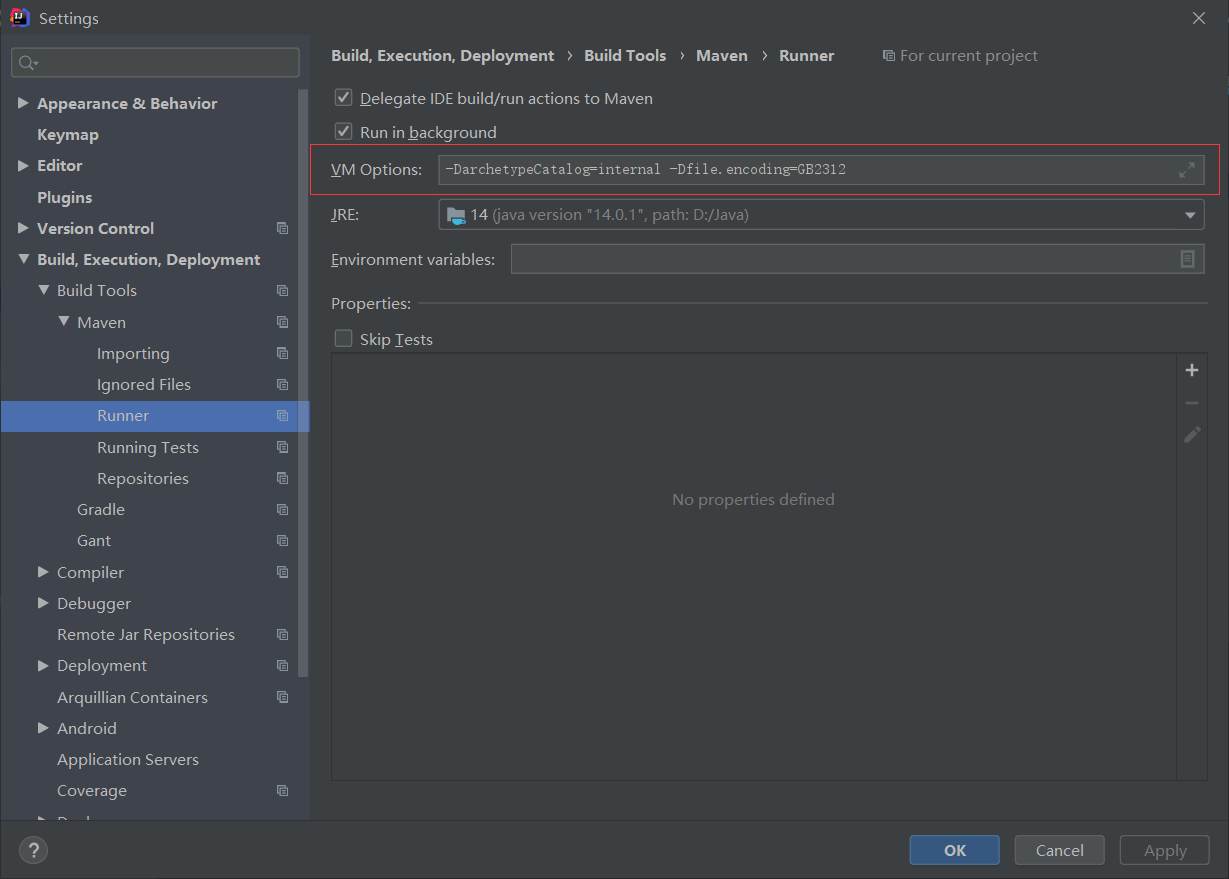 Settings
Build, Execution, Deployment › Build Tools › Maven › Runner For current project
Appearance & Behavior
Keymap
Editor
Plugins
Version Control
Build, Execution, Deployment
Build Tools
Maven
Importing
Ignored Files
Runner
Running Tests
Repositories
Gradle
Gant
Compiler
Debugger
Remote Jar Repositories
Deployment
Arquillian Containers
Android
Application Servers
Coverage
Delegate IDE build/run actions to Maven
Run in background
VM Options: -DarchetypeCatalog=internal -Dfile.encoding=GB2312
JRE: 14 (java version "14.0.1", path: D:/Java)
Environment variables:
Properties:
Skip Tests
No properties defined
?
OK
Cancel
Apply